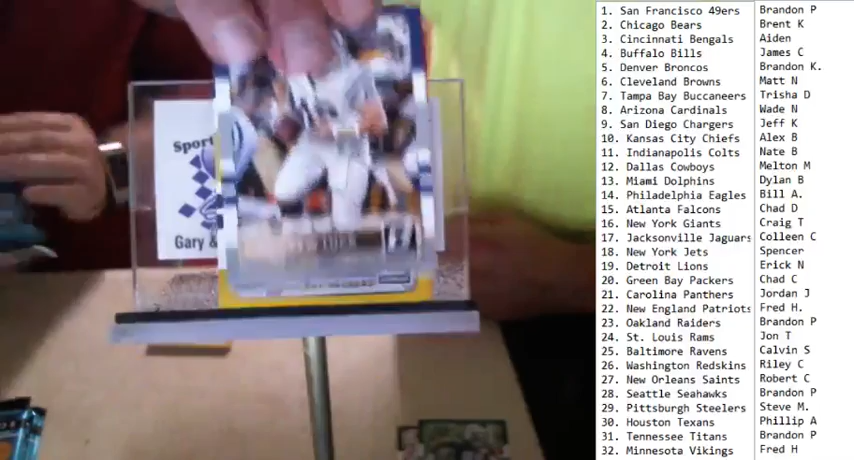 Sport
Gary &
1. San Francisco 49ers Brandon P
2. Chicago Bears Brent K
3. Cincinnati Bengals Aiden
4. Buffalo Bills James C
5. Denver Broncos Brandon K.
6. Cleveland Browns Matt N
7. Tampa Bay Buccaneers Trisha D
8. Arizona Cardinals Wade N
9. San Diego Chargers Jeff K
10. Kansas City Chiefs Alex B
11. Indianapolis Colts Nate B
12. Dallas Cowboys Melton M
13. Miami Dolphins Dylan B
14. Philadelphia Eagles Bill A.
15. Atlanta Falcons Chad D
16. New York Giants Craig T
17. Jacksonville Jaguars Colleen C
18. New York Jets Spencer
19. Detroit Lions Erick N
20. Green Bay Packers Chad C
21. Carolina Panthers Jordan J
22. New England Patriots Fred H.
23. Oakland Raiders Brandon P
24. St. Louis Rams Jon T
25. Baltimore Ravens Calvin S
26. Washington Redskins Riley C
27. New Orleans Saints Robert C
28. Seattle Seahawks Brandon P
29. Pittsburgh Steelers Steve M.
30. Houston Texans Phillip A
31. Tennessee Titans Brandon P
32. Minnesota Vikings Fred H